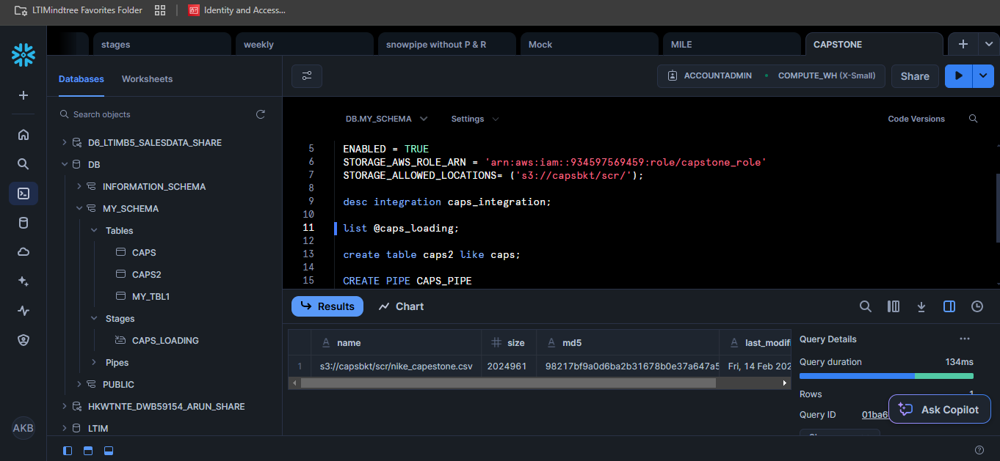 LTIMindtree Favorites Folder
Identity and Access...
stages
weekly
snowpipe without P & R
Mock
MILE
CAPSTONE
Databases
Worksheets
ACCOUNTADMIN
COMPUTE_WH (X-Small)
Share
Search objects
DB.MY_SCHEMA
Settings
Code Versions
D6_LTIMB5_SALESDATA_SHARE
DB
INFORMATION_SCHEMA
MY_SCHEMA
Tables
CAPS
CAPS2
MY_TBL1
Stages
CAPS_LOADING
Pipes
PUBLIC
HKWTNTE_DWB59154_ARUN_SHARE
LTIM
AKB
5 ENABLED = TRUE
6 STORAGE_AWS_ROLE_ARN = 'arn:aws:iam::934597569459:role/capstone_role'
7 STORAGE_ALLOWED_LOCATIONS= ('s3://capsbkt/scr/');
8
9 desc integration caps_integration;
10
11 list @caps_loading;
12
13 create table caps2 like caps;
14
15 CREATE PIPE CAPS_PIPE
Results
Chart
A name # size A md5 A last_modifi
1 s3://capsbkt/scr/nike_capestone.csv 2024961 98217bf9a0d6ba2b31678b0e37a647a5 Fri, 14 Feb 202
Query Details
Query duration 134ms
Rows 1
Query ID 01ba6
Ask Copilot